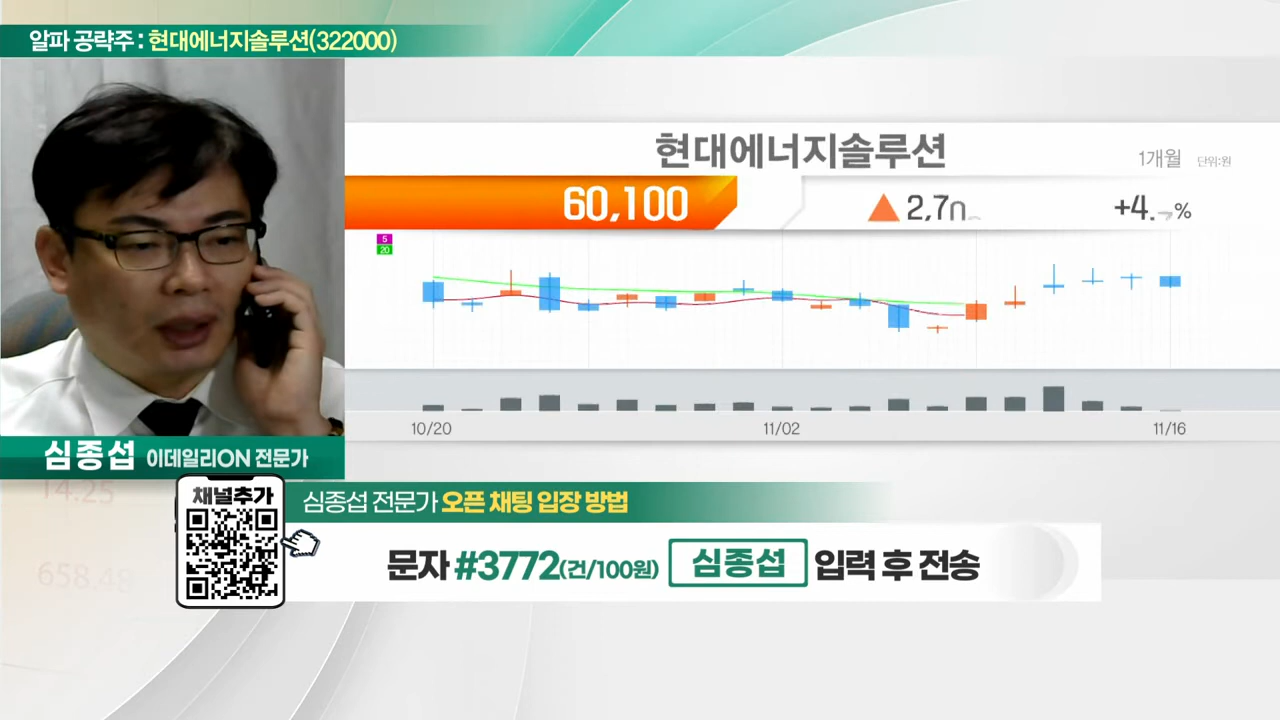 알파 공략주 : 현대에너지솔루션(322000)
현대에너지솔루션
1개월 단위:원
60,100
5
20
10/20 11/02 11/16
심종섭 이데일리ON 전문가
14.25
658.48
채널추가
심종섭 전문가 오픈 채팅 입장 방법
문자 #3772(건/100원) 심종섭 입력 후 전송